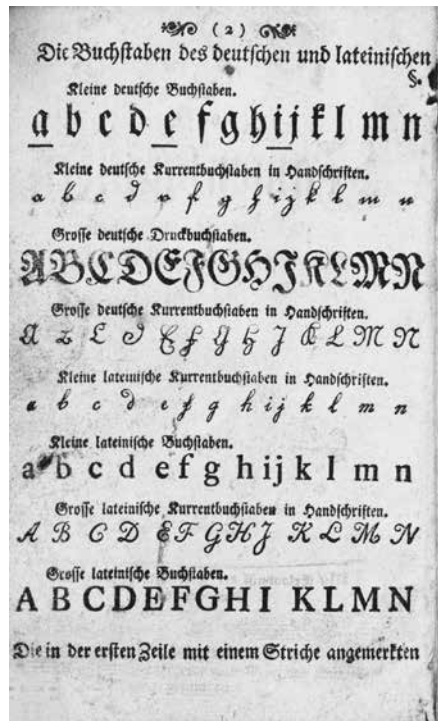 ( 2 )
Die Buchstaben des deutschen und lateinischen
§.
Kleine deutsche Buchstaben.
a b c d e f g h i j k l m n
Kleine deutsche Kurrentbuchstaben in Handschriften.
a b c d e f g h i j k l m n
Grosse deutsche Druckbuchstaben.
A B C D E F G H J K L M N
Grosse deutsche Kurrentbuchstaben in Handschriften.
A B C D E F G H J K L M N
Kleine lateinische Kurrentbuchstaben in Handschriften.
a b c d e f g h i j k l m n
Kleine lateinische Buchstaben.
a b c d e f g h i j k l m n
Grosse lateinische Kurrentbuchstaben in Handschriften.
A B C D E F G H J K L M N
Grosse lateinische Buchstaben.
A B C D E F G H I K L M N
Die in der ersten Zeile mit einem Striche angemerkten